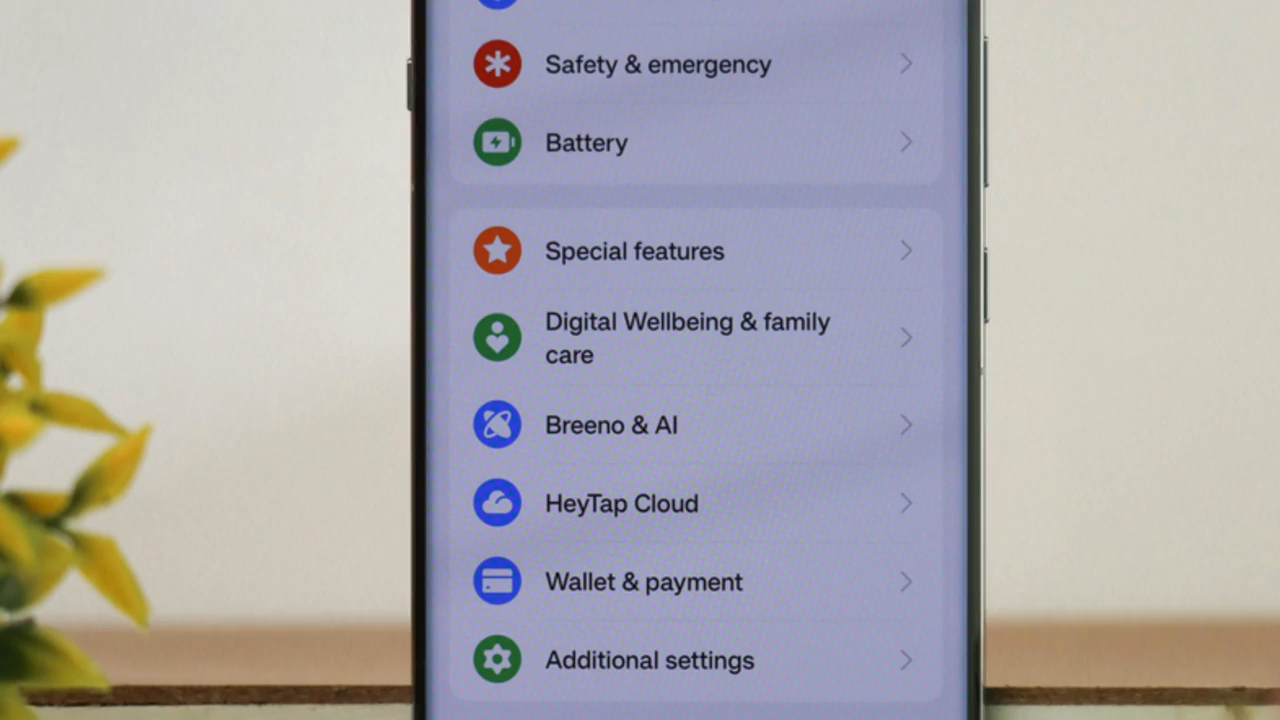 Safety & emergency
Battery
Special features
Digital Wellbeing & family
care
Breeno & AI
HeyTap Cloud
Wallet & payment
Additional settings